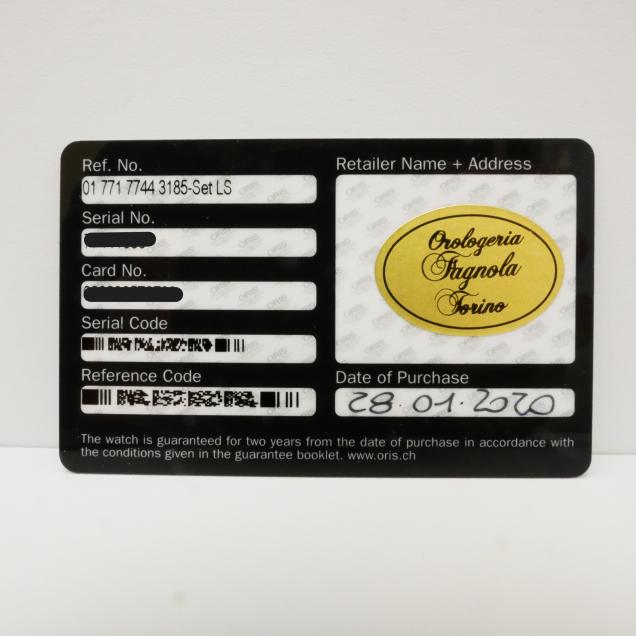 Ref. No.
01 771 7744 3185-Set LS
Serial No.
Card No.
Serial Code
Reference Code
Retailer Name + Address
Orologeria
Fagnola
Torino
Date of Purchase
28.01.2020
The watch is guaranteed for two years from the date of purchase in accordance with
the conditions given in the guarantee booklet. www.oris.ch